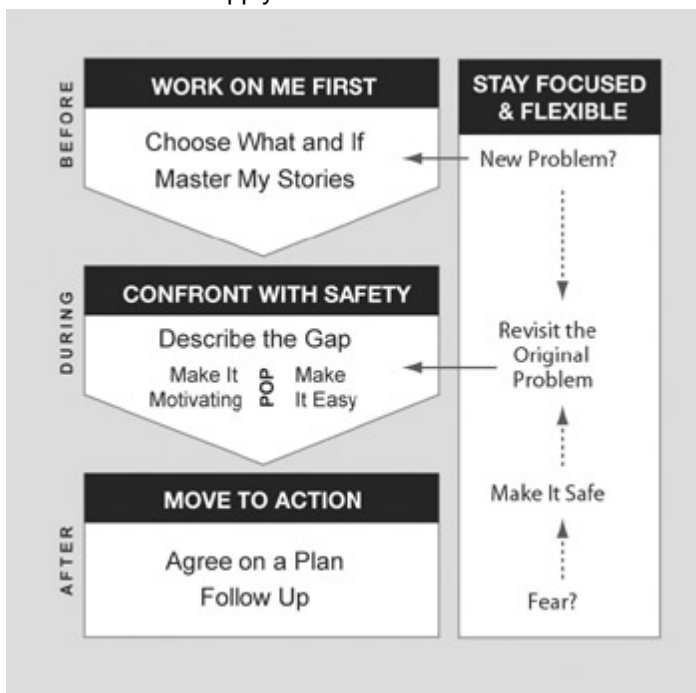 BEFORE
WORK ON ME FIRST
Choose What and If
Master My Stories
DURING
CONFRONT WITH SAFETY
Describe the Gap
Make It
Motivating
POP
Make
It Easy
AFTER
MOVE TO ACTION
Agree on a Plan
Follow Up
STAY FOCUSED
& FLEXIBLE
New Problem?
Revisit the
Original
Problem
Make It Safe
Fear?